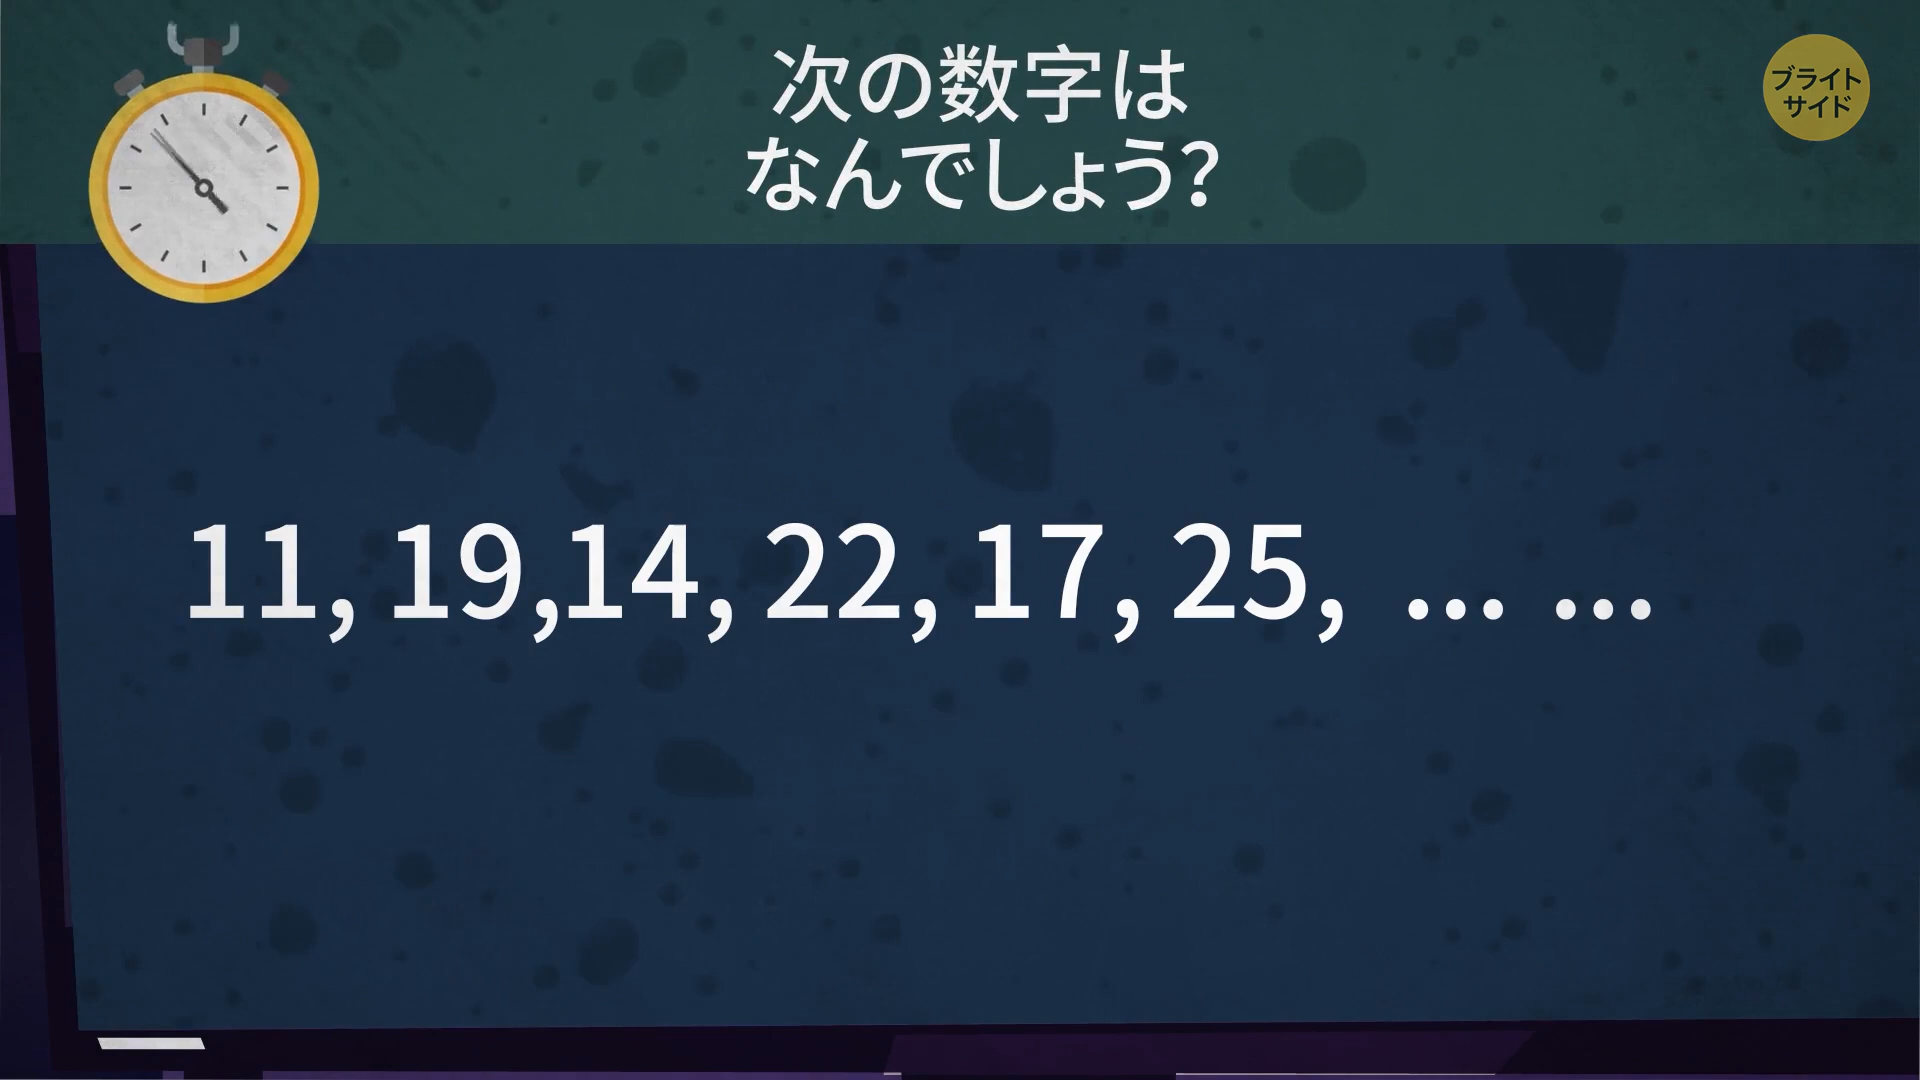 次の数字は
なんでしょう?
ブライト
サイド
11, 19,14, 22, 17, 25, ... ...